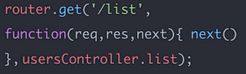 router.get('/list',
function(req,res,next){ next()
},usersController.list);